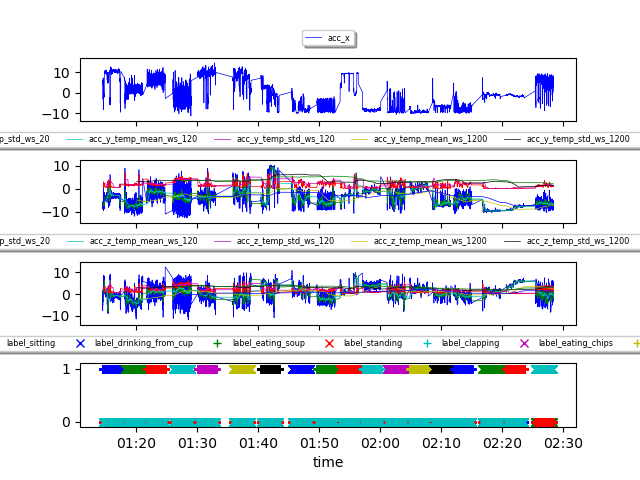 acc_x
10
0
−10
p_std_ws_20 acc_y_temp_mean_ws_120 acc_y_temp_std_ws_120 acc_y_temp_mean_ws_1200 acc_y_temp_std_ws_1200
10
0
−10
p_std_ws_20 acc_z_temp_mean_ws_120 acc_z_temp_std_ws_120 acc_z_temp_mean_ws_1200 acc_z_temp_std_ws_1200
10
0
−10
label_sitting label_drinking_from_cup label_eating_soup label_standing label_clapping label_eating_chips
1
0
01:20 01:30 01:40 01:50 02:00 02:10 02:20 02:30
time